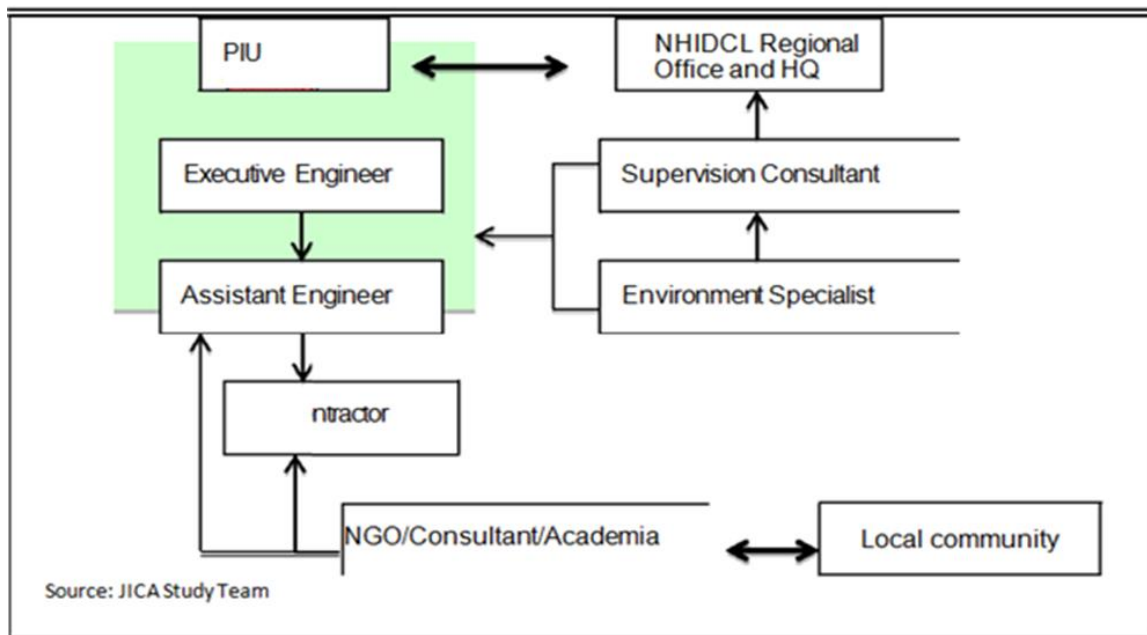 PIU
NHIDCL Regional
Office and HQ
Executive Engineer
Supervision Consultant
Assistant Engineer
Environment Specialist
ntractor
NGO/Consultant/Academia
Local community
Source: JICA Study Team